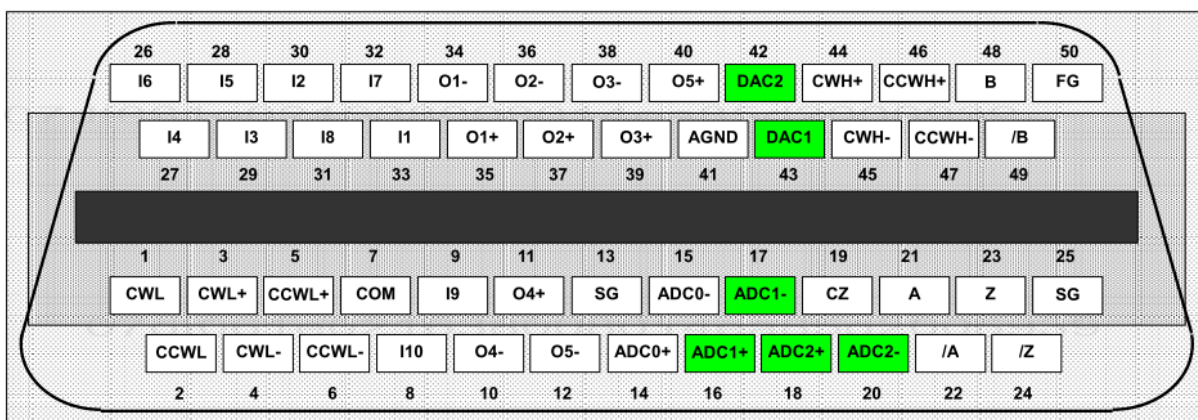 26 28 30 32 34 36 38 40 42 44 46 48 50
I6 I5 I2 I7 O1- O2- O3- O5+ DAC2 CWH+ CCWH+ B FG
I4 I3 I8 I1 O1+ O2+ O3+ AGND DAC1 CWH- CCWH- /B
27 29 31 33 35 37 39 41 43 45 47 49
1 3 5 7 9 11 13 15 17 19 21 23 25
CWL CWL+ CCWL+ COM I9 O4+ SG ADC0- ADC1- CZ A Z SG
CCWL CWL- CCWL- I10 O4- O5- ADC0+ ADC1+ ADC2+ ADC2- /A /Z
2 4 6 8 10 12 14 16 18 20 22 24